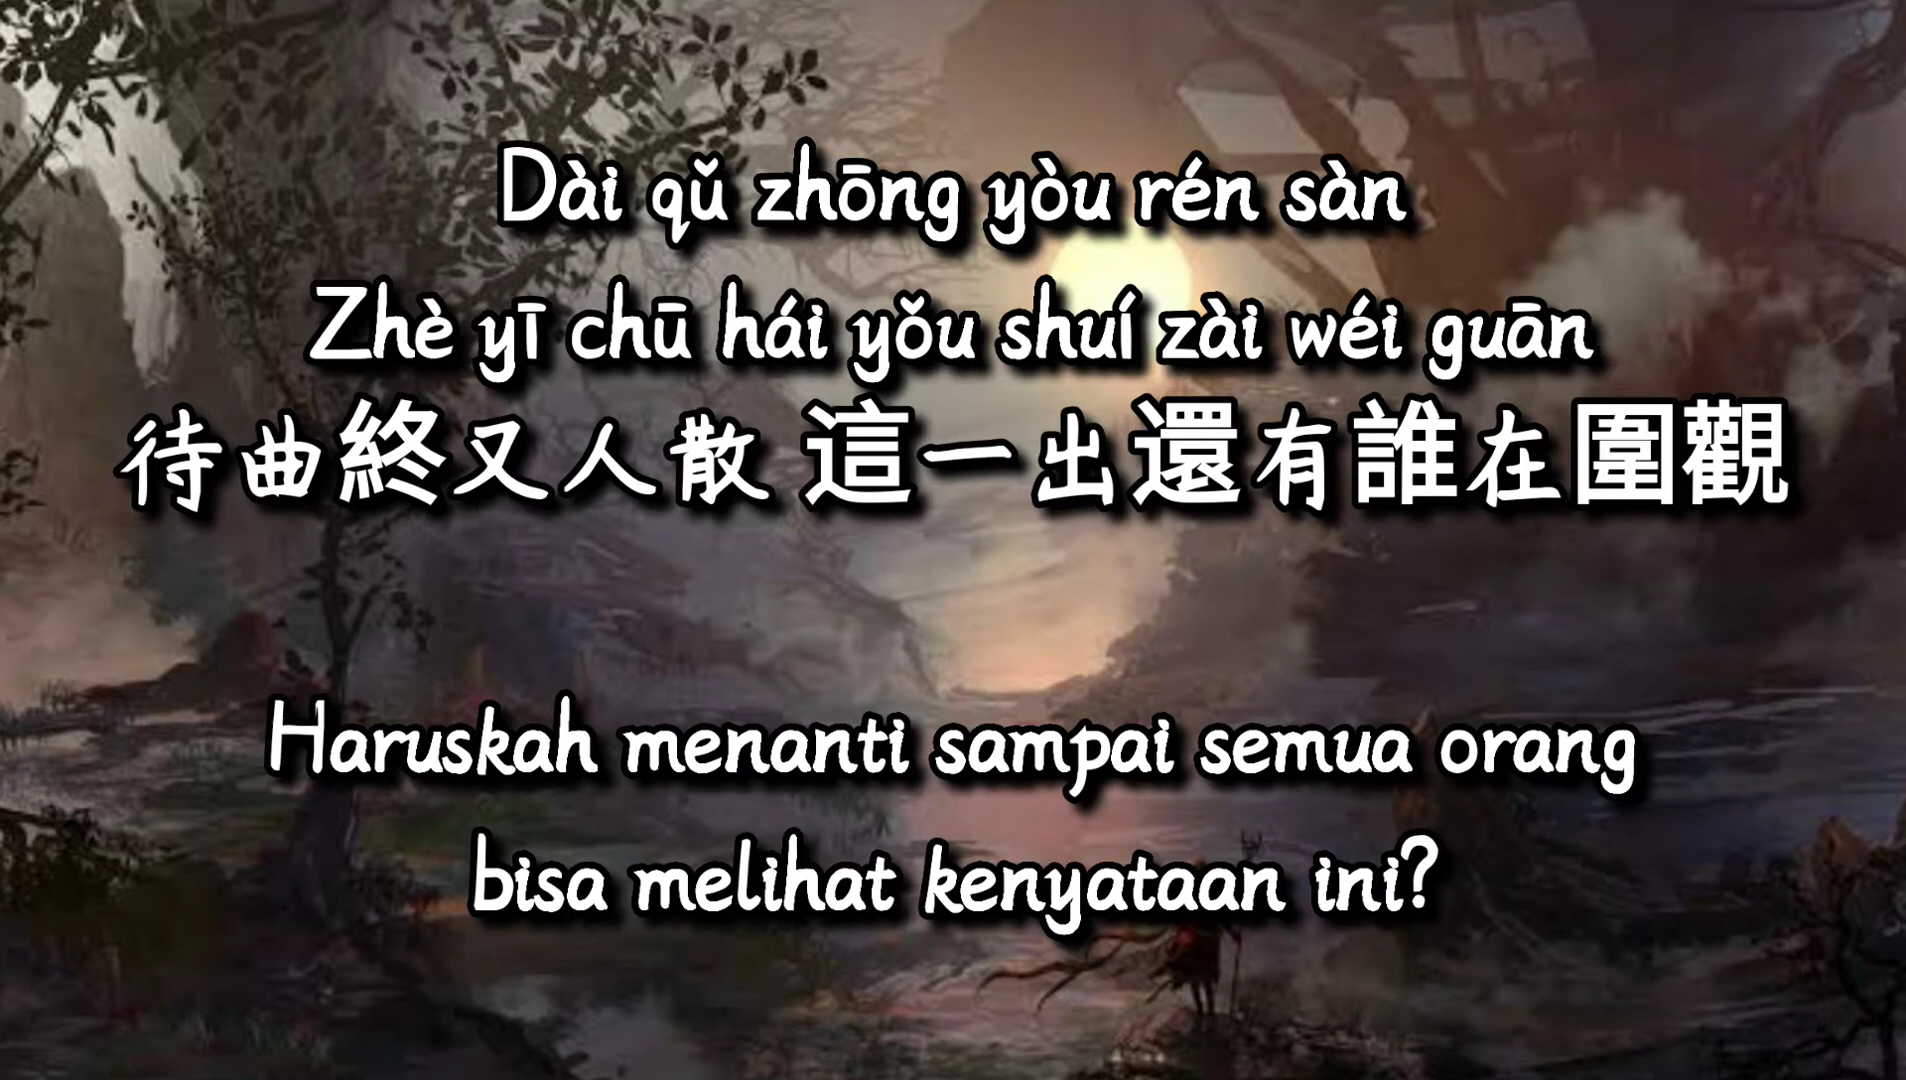 Dài qǔ zhōng yòu rén sàn
Zhè yī chū hái yǒu shuí zài wéi guān
待曲終又人散 這一出還有誰在圍觀
Haruskah menanti sampai semua orang
bisa melihat kenyataan ini?